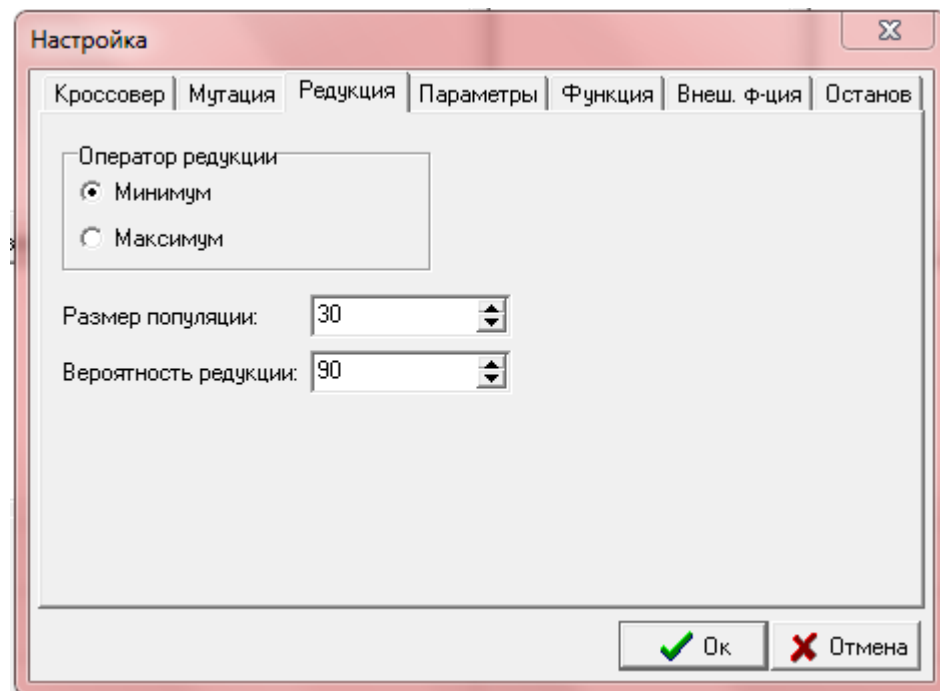 Настройка
Кроссовер Мутация Редукция Параметры Функция Внеш. ф-ция Останов
Оператор редукции
Минимум
Максимум
Размер популяции: 30
Вероятность редукции: 90
Ок Отмена